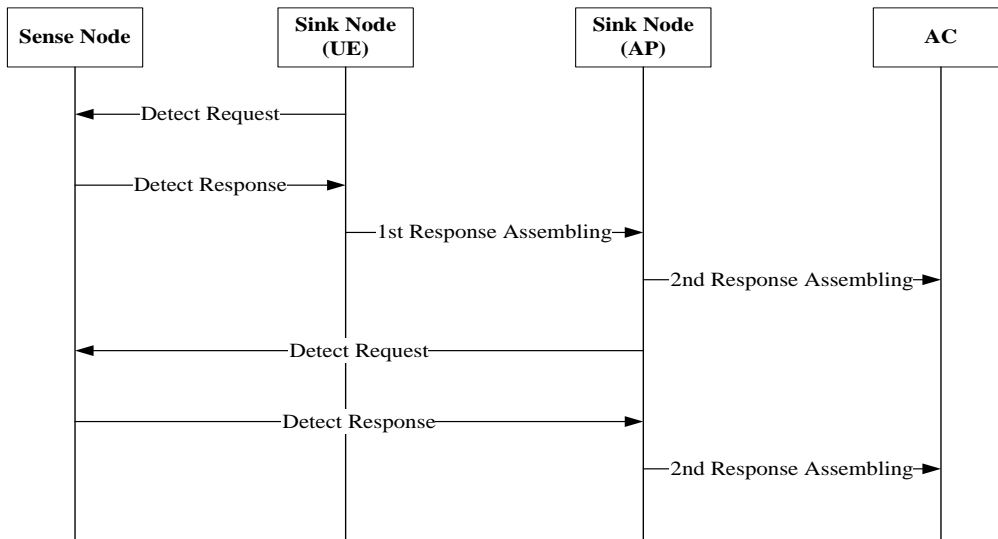 Sense Node
Sink Node
(UE)
Sink Node
(AP)
AC
Detect Request
Detect Response
1st Response Assembling
2nd Response Assembling
Detect Request
Detect Response
2nd Response Assembling